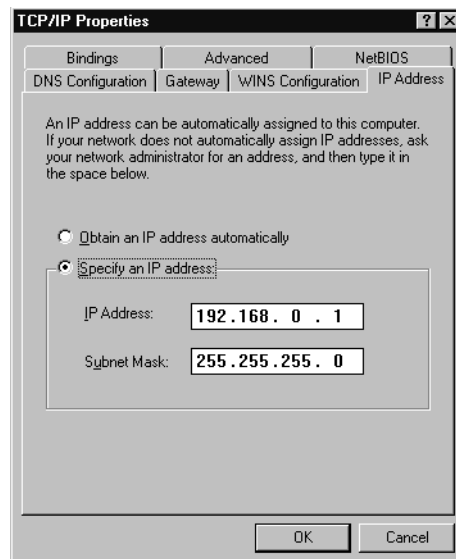 TCP/IP Properties
Bindings Advanced NetBIOS
DNS Configuration Gateway WINS Configuration IP Address
An IP address can be automatically assigned to this computer.
If your network does not automatically assign IP addresses, ask
your network administrator for an address, and then type it in
the space below.
Obtain an IP address automatically
Specify an IP address:
IP Address: 192.168. 0 . 1
Subnet Mask: 255.255.255. 0
OK Cancel